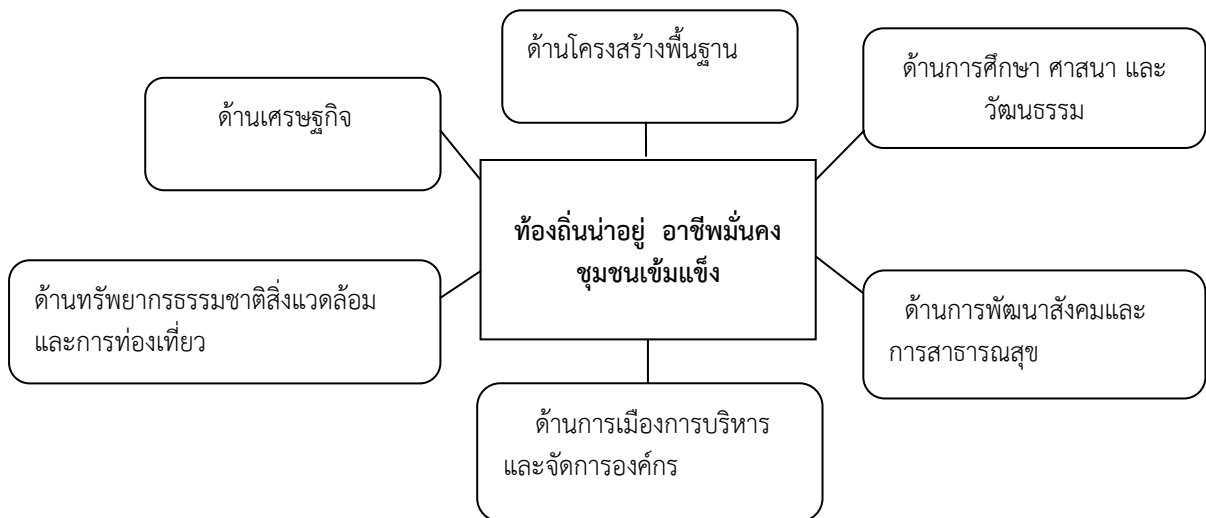 ด้านโครงสร้างพื้นฐาน
ด้านการศึกษา ศาสนา และ
วัฒนธรรม
ด้านเศรษฐกิจ
ท้องถิ่นน่าอยู่ อาชีพมั่นคง
ชุมชนเข้มแข็ง
ด้านทรัพยากรธรรมชาติสิ่งแวดล้อม
และการท่องเที่ยว
ด้านการพัฒนาสังคมและ
การสาธารณสุข
ด้านการเมืองการบริหาร
และจัดการองค์กร